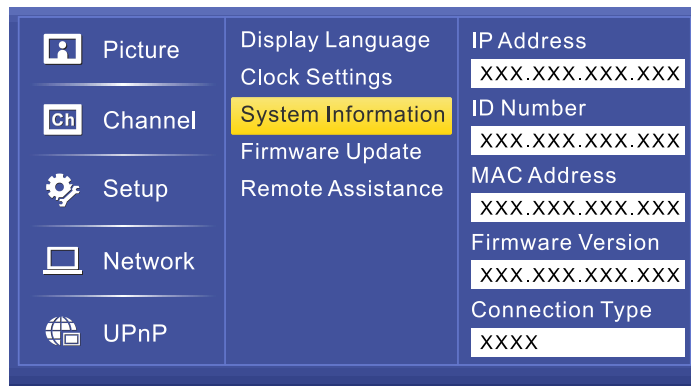 Picture
Ch Channel
Setup
Network
UPnP
Display Language
Clock Settings
System Information
Firmware Update
Remote Assistance
IP Address
XXX.XXX.XXX.XXX
ID Number
XXX.XXX.XXX.XXX
MAC Address
XXX.XXX.XXX.XXX
Firmware Version
XXX.XXX.XXX.XXX
Connection Type
XXXX